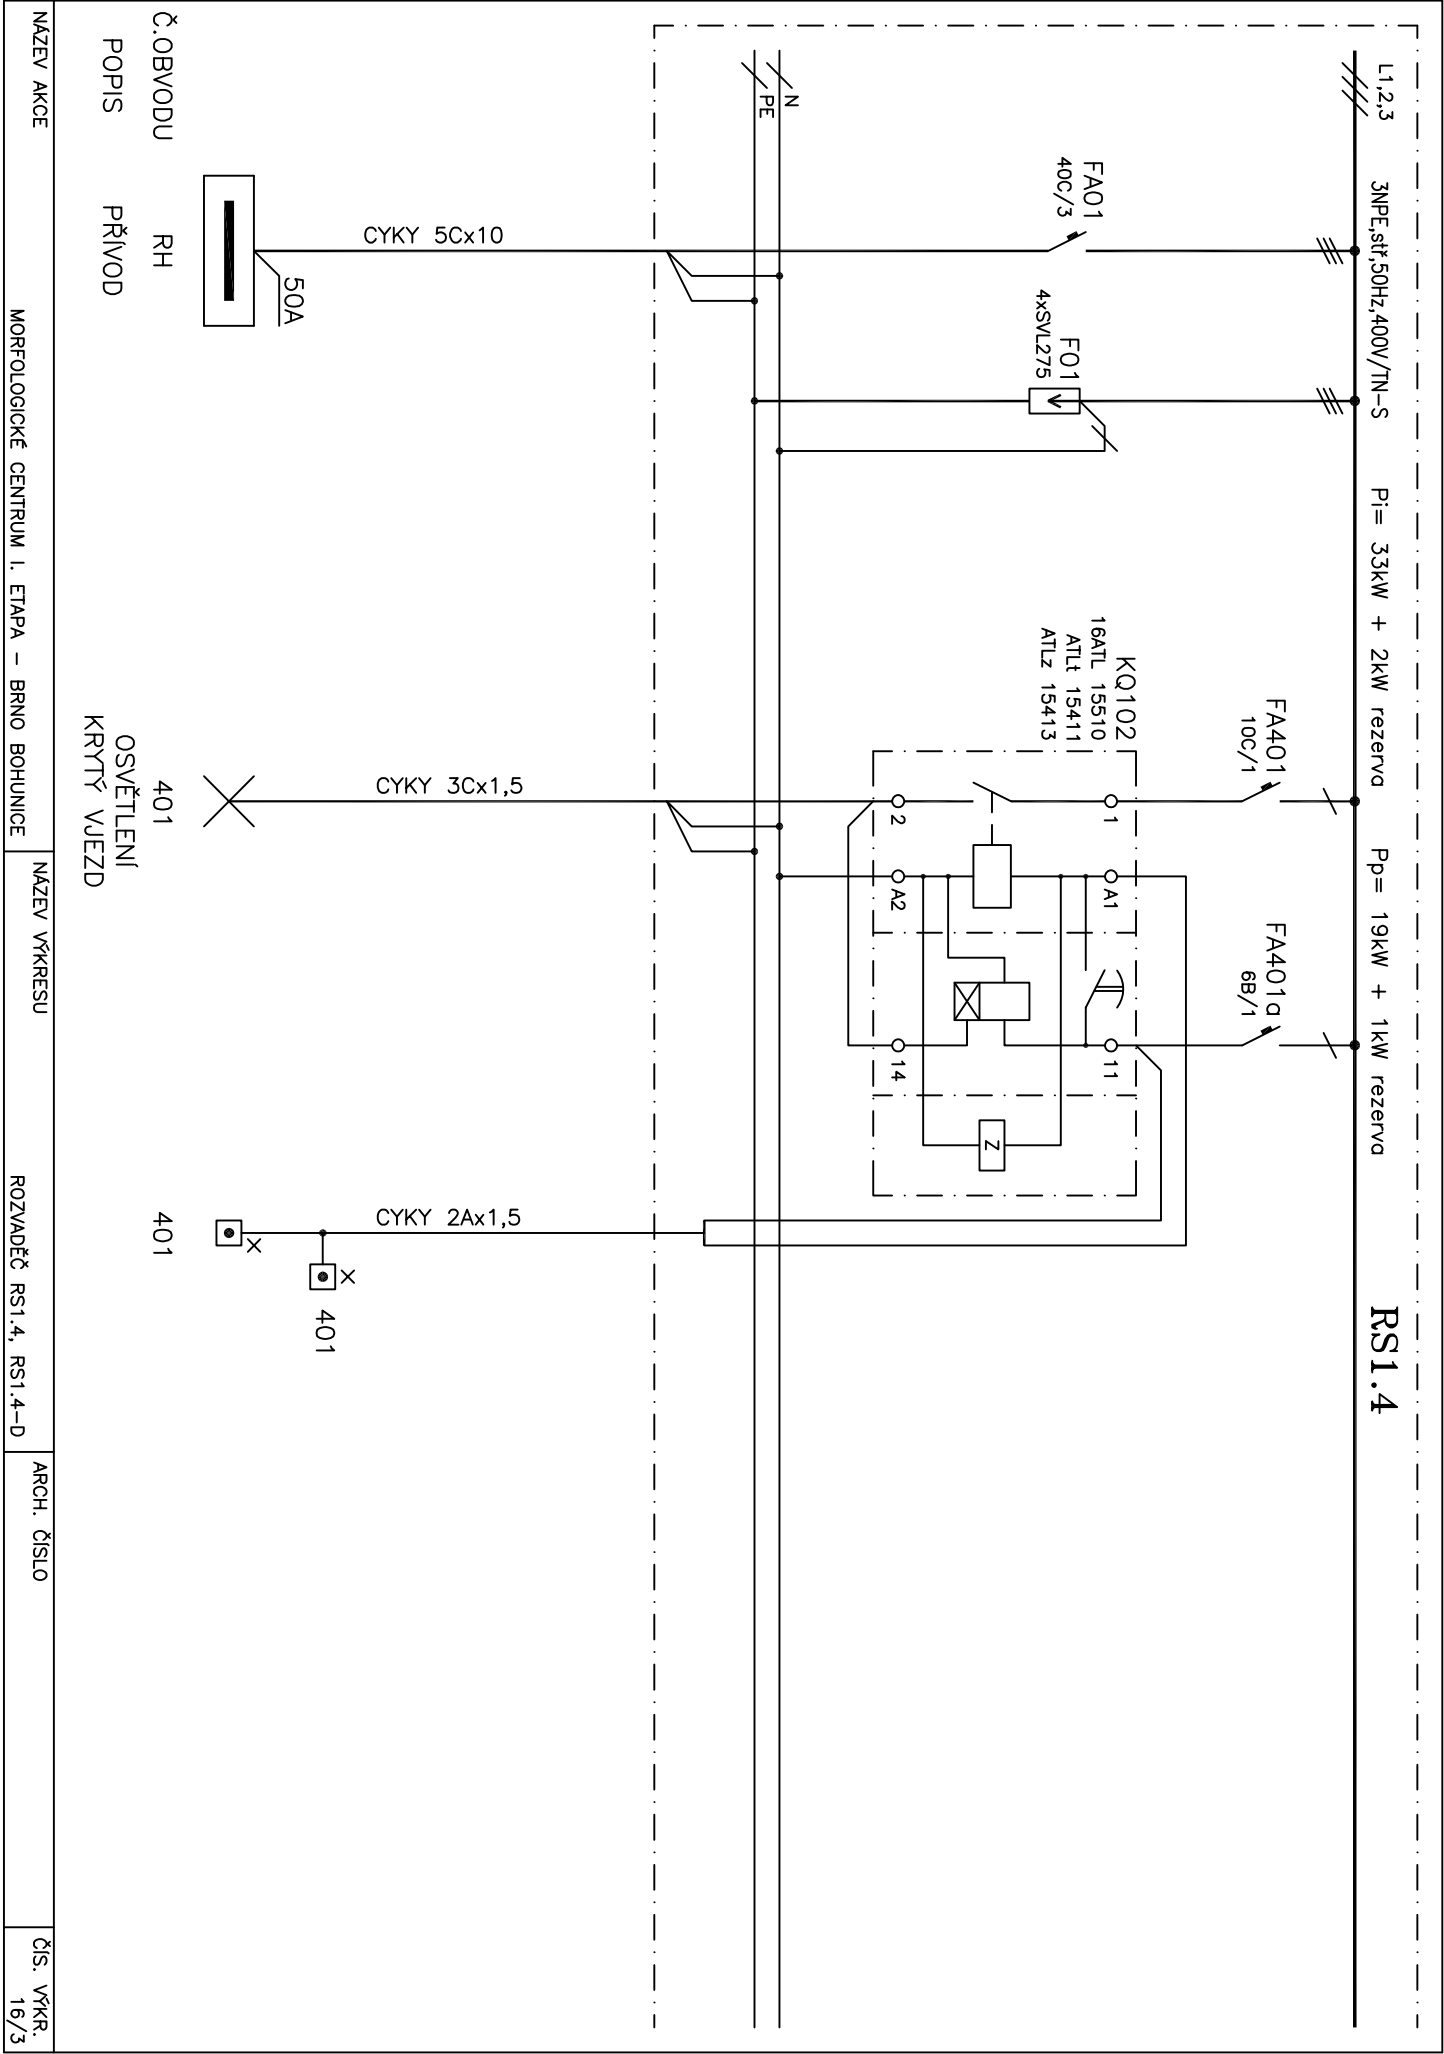 RS1.4
L1,2,3
3NPE,stř,50Hz,400V/TN-S
Pi= 33kW + 2kW rezerva
Pp= 19kW + 1kW rezerva
FA401
10C/1
FA401a
6B/1
FA01
40C/3
F01
4xSVL275
KQ102
16ATL 15510
ATLt 15411
ATLz 15413
1
A1
11
Z
2
A2
14
N
PE
CYKY 5Cx10
CYKY 3Cx1,5
CYKY 2Ax1,5
50A
x
401
x
Č.OBVODU
RH
401
401
POPIS
PŘÍVOD
OSVĚTLENÍ
KRYTÝ VJEZD
NÁZEV AKCE
MORFOLOGICKÉ CENTRUM I. ETAPA - BRNO BOHUNICE
NÁZEV VÝKRESU
ROZVADĚČ RS1.4, RS1.4-D
ARCH. ČÍSLO
ČÍS. VÝKR.
16/3